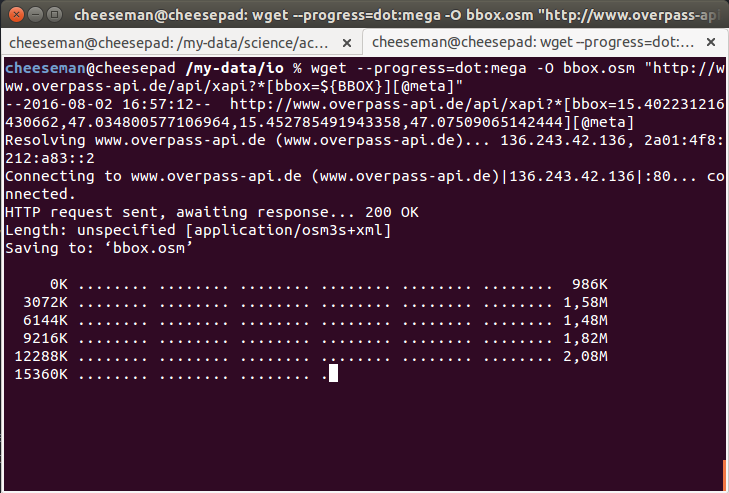 cheeseman@cheesepad: wget --progress=dot:mega -O bbox.osm "http://www.overpass-api
cheeseman@cheesepad: /my-data/science/ac... × cheeseman@cheesepad: wget --progress=dot:... ×
cheeseman@cheesepad /my-data/io % wget --progress=dot:mega -O bbox.osm "http://ww
w.overpass-api.de/api/xapi?*[bbox=${BBOX}][@meta]"
--2016-08-02 16:57:12--  http://www.overpass-api.de/api/xapi?*[bbox=15.402231216
430662,47.034800577106964,15.452785491943358,47.07509065142444][@meta]
Resolving www.overpass-api.de (www.overpass-api.de)... 136.243.42.136, 2a01:4f8:
212:a83::2
Connecting to www.overpass-api.de (www.overpass-api.de)|136.243.42.136|:80... co
nnected.
HTTP request sent, awaiting response... 200 OK
Length: unspecified [application/osm3s+xml]
Saving to: ‘bbox.osm’
0K ........ ........ ........ ........ ........ ........  986K
3072K ........ ........ ........ ........ ........ ........ 1,58M
6144K ........ ........ ........ ........ ........ ........ 1,48M
9216K ........ ........ ........ ........ ........ ........ 1,82M
12288K ........ ........ ........ ........ ........ ........ 2,08M
15360K ........ ........ ........ .